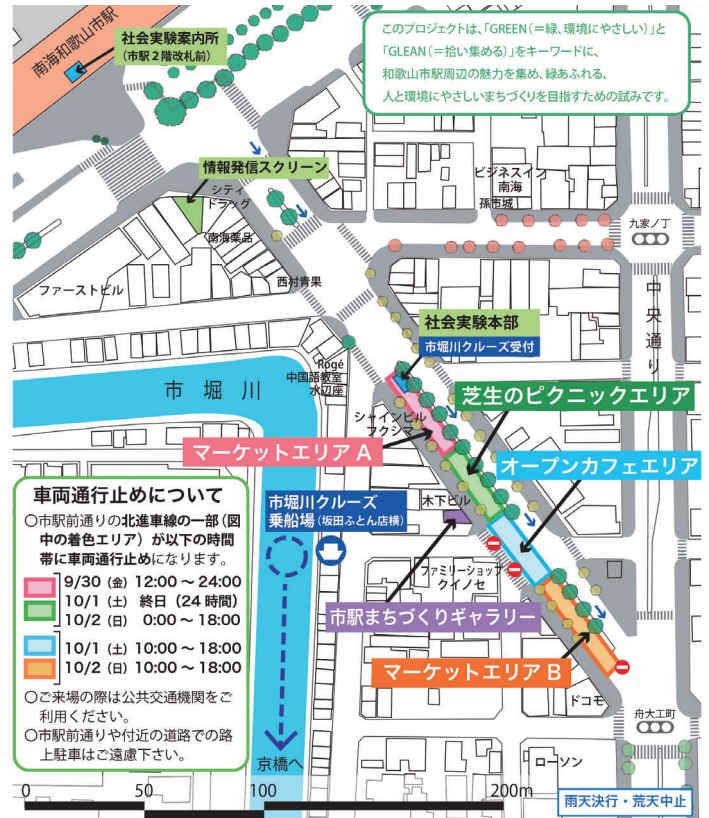 南海和歌山市駅
社会実験案内所
(市駅2階改札前)
このプロジェクトは、「GREEN(=緑、環境にやさしい)」と
「GLEAN(=拾い集める)」をキーワードに、
和歌山市駅周辺の魅力を集め、緑あふれる、
人と環境にやさしいまちづくりを目指すための試みです。
情報発信スクリーン
シティ
ドラッグ
南海薬品
ビジネスイン
南海
孫市城
九家ノ丁
ファーストビル
西村青果
中央通り
社会実験本部
市堀川クルーズ受付
Rogé
中国語教室
水辺座
市堀川
芝生のピクニックエリア
シャインビル
フクシマ
マーケットエリアA
オープンカフェエリア
車両通行止めについて
○市駅前通りの北進車線の一部(図
中の着色エリア)が以下の時間
帯に車両通行止めになります。
9/30(金)12:00~24:00
10/1(土)終日(24時間)
10/2(日)0:00~18:00
10/1(土)10:00~18:00
10/2(日)10:00~18:00
○ご来場の際は公共交通機関をご
利用ください。
○市駅前通りや付近の道路での路
上駐車はご遠慮下さい。
市堀川クルーズ
乗船場(坂田ふとん店横)
木下ビル
ファミリーショップ
クイノセ
市駅まちづくりギャラリー
マーケットエリアB
ドコモ
舟大工町
京橋へ
ローソン
0 100 200m
50
雨天決行・荒天中止